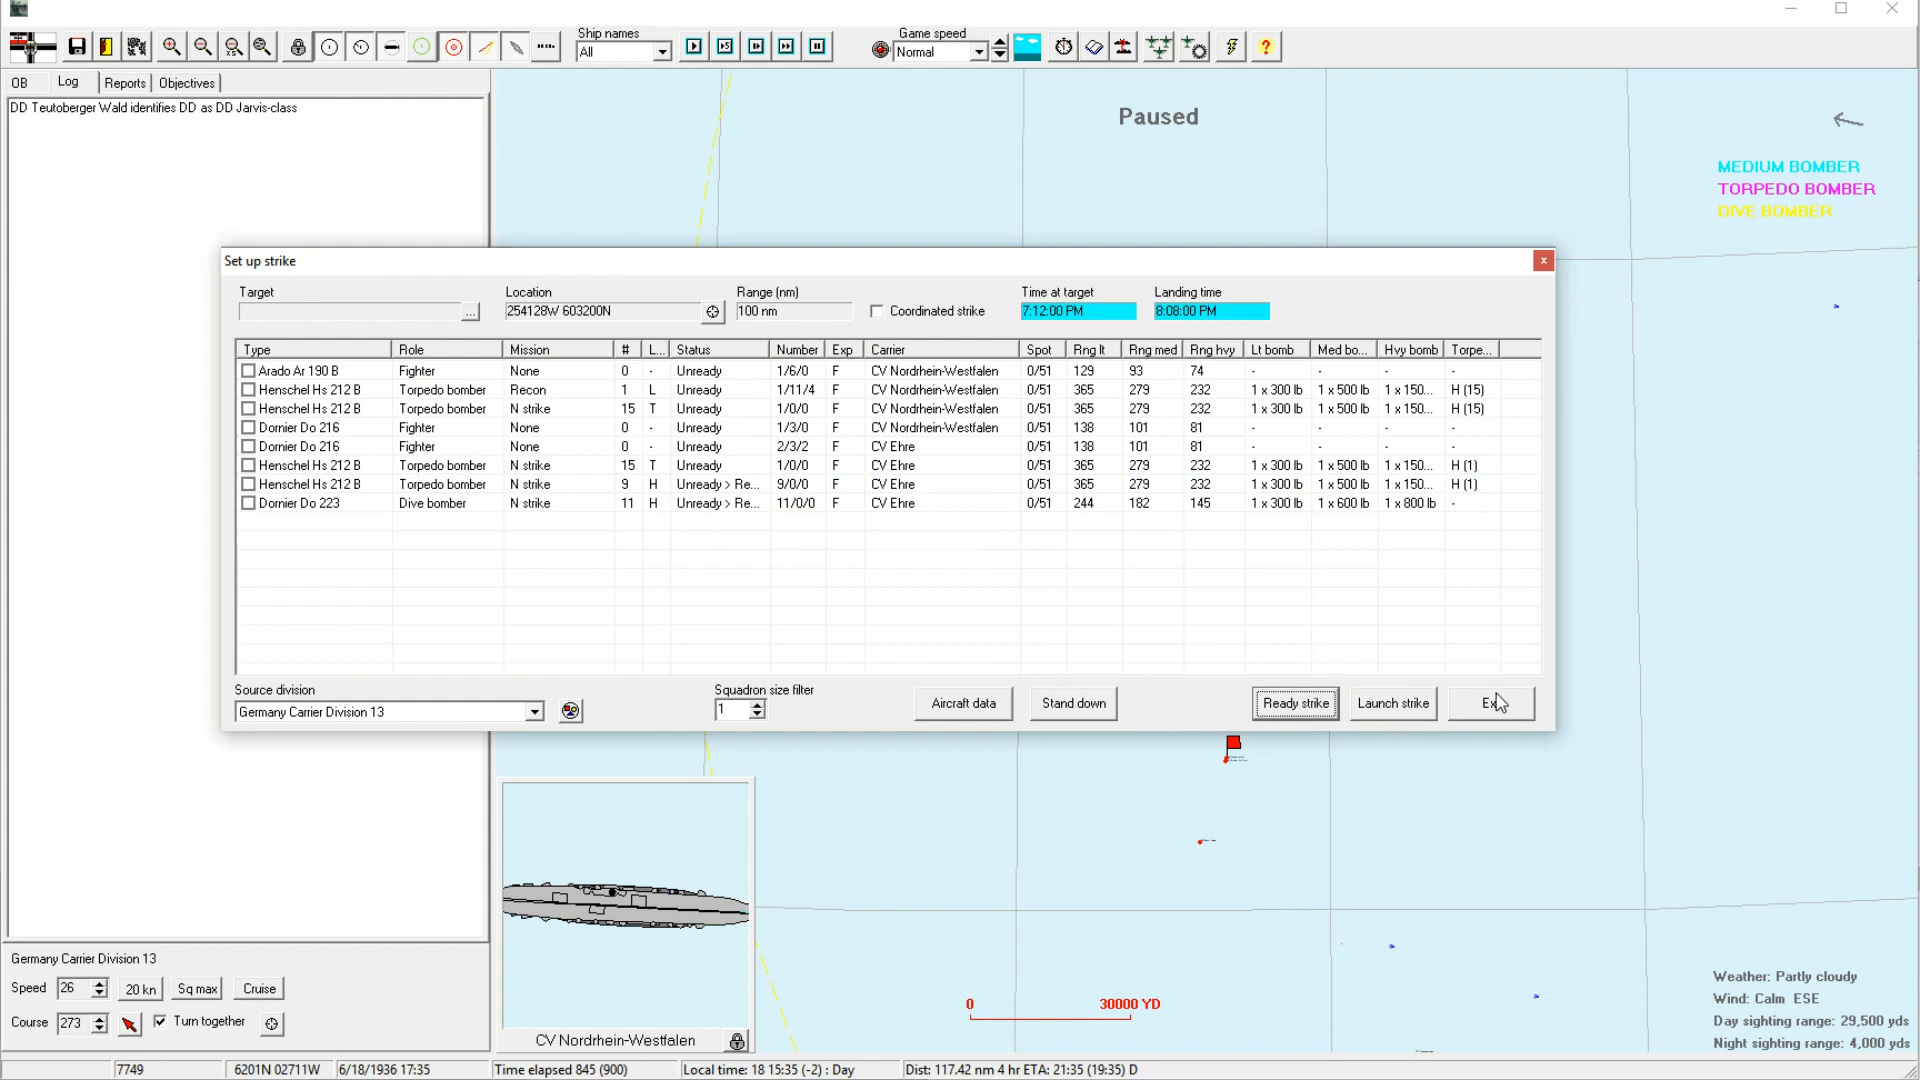 Ship names
All
Game speed
Normal
OB Log Reports Objectives
DD Teutoberger Wald identifies DD as DD Jarvis-class
Paused
MEDIUM BOMBER
TORPEDO BOMBER
DIVE BOMBER
Set up strike
Target Location Range (nm) Time at target Landing time
... 254128W 603200N 100 nm Coordinated strike 7:12:00 PM 8:08:00 PM
Type Role Mission # L... Status Number Exp Carrier Spot Rng lt Rng med Rng hvy Lt bomb Med bo... Hvy bomb Torpe...
Arado Ar 190 B Fighter None 0 - Unready 1/6/0 F CV Nordrhein-Westfalen 0/51 129 93 74 - - - -
Henschel Hs 212 B Torpedo bomber Recon 1 L Unready 1/11/4 F CV Nordrhein-Westfalen 0/51 365 279 232 1 x 300 lb 1 x 500 lb 1 x 150... H (15)
Henschel Hs 212 B Torpedo bomber N strike 15 T Unready 1/0/0 F CV Nordrhein-Westfalen 0/51 365 279 232 1 x 300 lb 1 x 500 lb 1 x 150... H (15)
Dornier Do 216 Fighter None 0 - Unready 1/3/0 F CV Nordrhein-Westfalen 0/51 138 101 81 - - - -
Dornier Do 216 Fighter None 0 - Unready 2/3/2 F CV Ehre 0/51 138 101 81 - - - -
Henschel Hs 212 B Torpedo bomber N strike 15 T Unready 1/0/0 F CV Ehre 0/51 365 279 232 1 x 300 lb 1 x 500 lb 1 x 150... H (1)
Henschel Hs 212 B Torpedo bomber N strike 9 H Unready > Re... 9/0/0 F CV Ehre 0/51 365 279 232 1 x 300 lb 1 x 500 lb 1 x 150... H (1)
Dornier Do 223 Dive bomber N strike 11 H Unready > Re... 11/0/0 F CV Ehre 0/51 244 182 145 1 x 300 lb 1 x 600 lb 1 x 800 lb -
Source division Squadron size filter
Germany Carrier Division 13 1 Aircraft data Stand down Ready strike Launch strike
CV Nordrhein-Westfalen
0 30000 YD
Germany Carrier Division 13
Speed 26 20 kn Sq max Cruise
Course 273 Turn together
Weather: Partly cloudy
Wind: Calm ESE
Day sighting range: 29,500 yds
Night sighting range: 4,000 yds
7749 6201N 02711W 6/18/1936 17:35 Time elapsed 845 (900) Local time: 18 15:35 (-2) : Day Dist: 117.42 nm 4 hr ETA: 21:35 (19:35) D